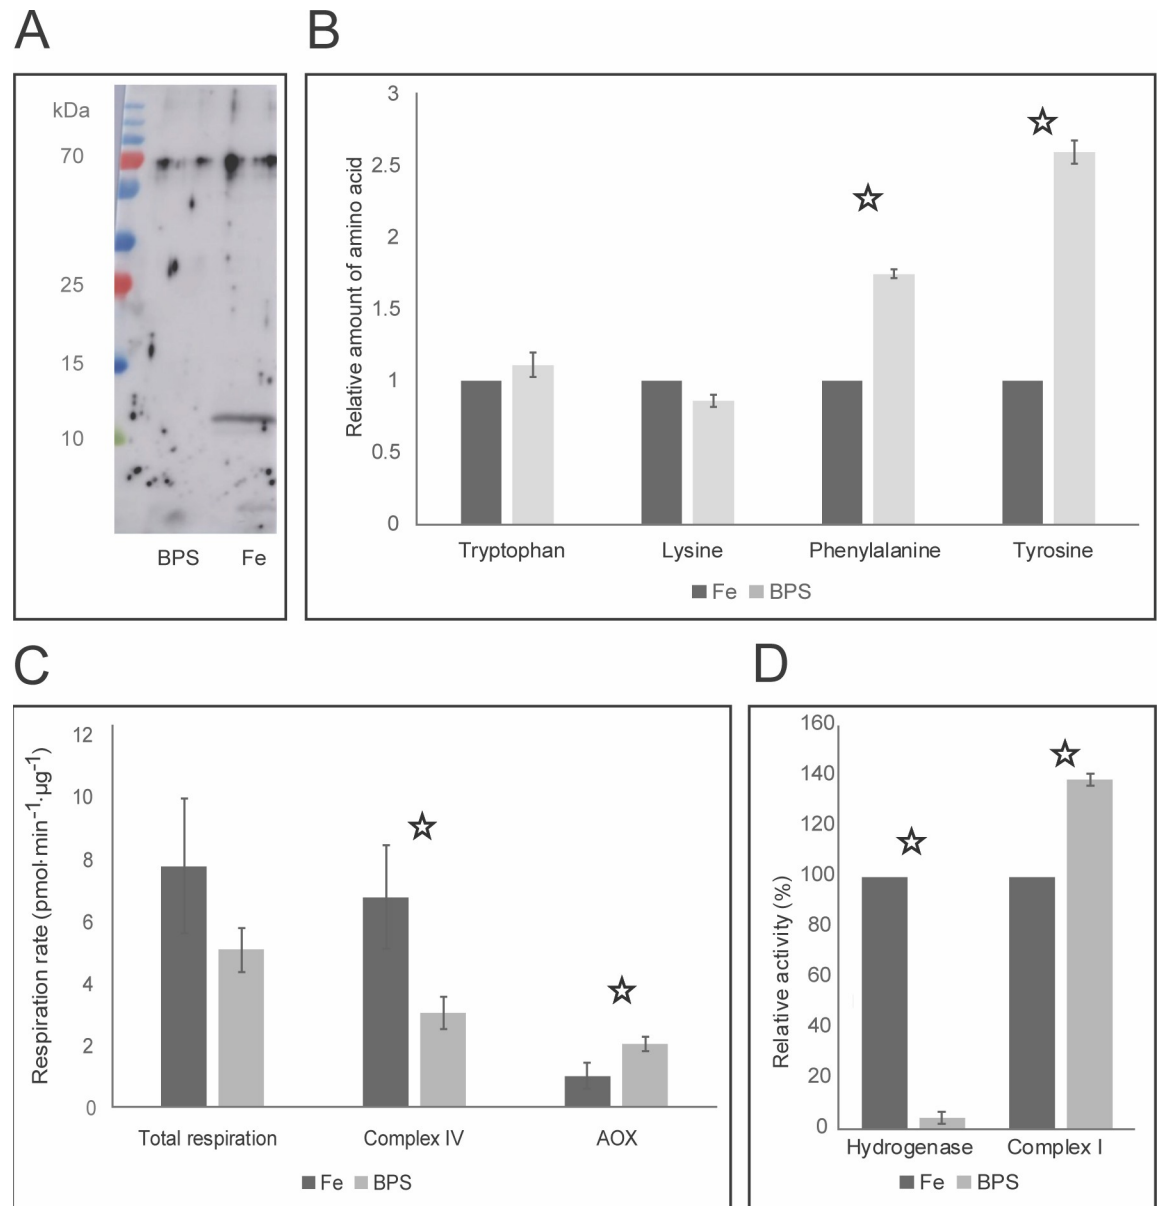 A
kDa
70
25
15
10
BPS Fe
B
Relative amount of amino acid
3
2.5
2
1.5
1
0.5
0
Tryptophan Lysine Phenylalanine Tyrosine
Fe BPS
C
Respiration rate (pmol·min⁻¹·µg⁻¹)
12
10
8
6
4
2
0
Total respiration Complex IV AOX
Fe BPS
D
Relative activity (%)
160
140
120
100
80
60
40
20
0
Hydrogenase Complex I
Fe BPS